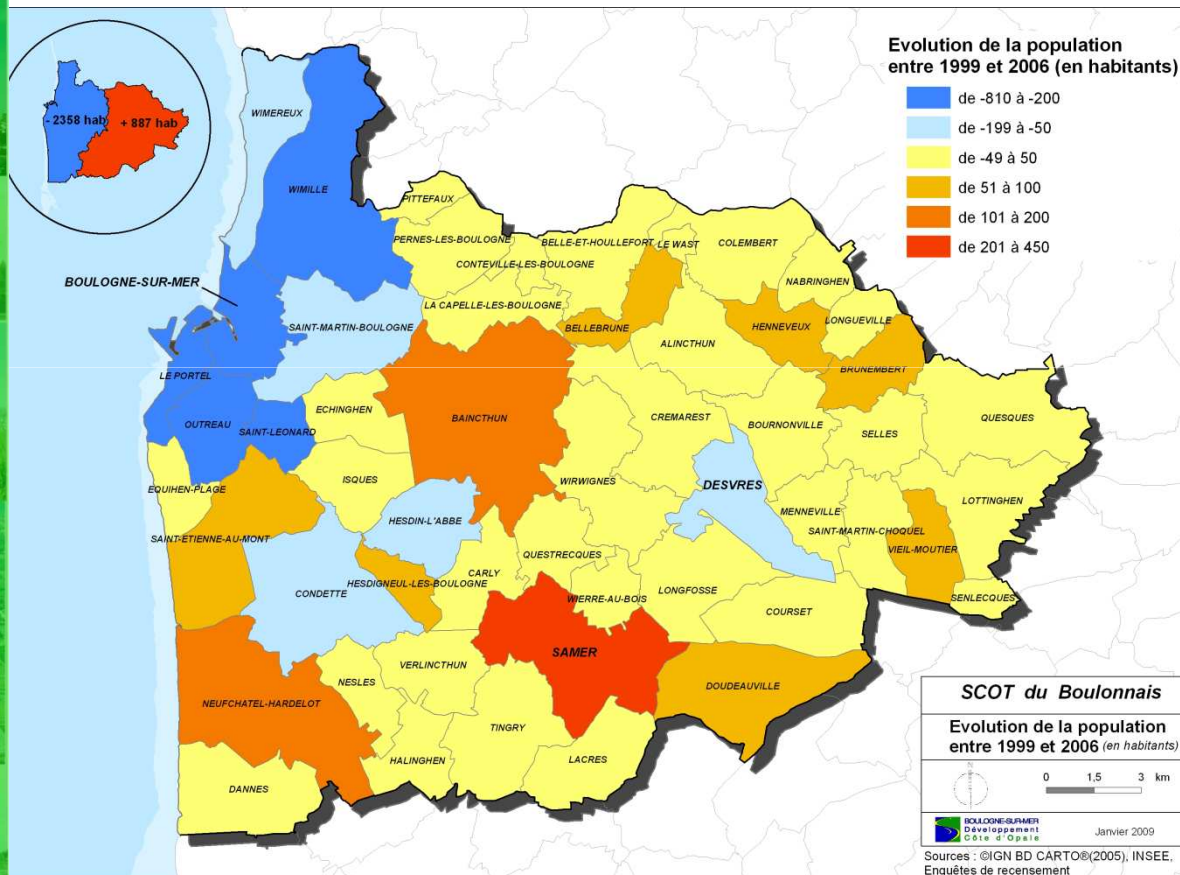 Evolution de la population
entre 1999 et 2006 (en habitants)
de -810 à -200
de -199 à -50
de -49 à 50
de 51 à 100
de 101 à 200
de 201 à 450
- 2358 hab
+ 887 hab
WIMEREUX
WIMILLE
PITTEFAUX
PERNES-LES-BOULOGNE
BELLE-ET-HOULLEFORT
LE WAST
COLEMBERT
CONTEVILLE-LES-BOULOGNE
NABRINGHEN
BOULOGNE-SUR-MER
LA CAPELLE-LES-BOULOGNE
SAINT-MARTIN-BOULOGNE
BELLEBRUNE
HENNEVEUX
LONGUEVILLE
ALINCTHUN
BRUNEMBERT
LE PORTEL
ECHINGHEN
BAINCTHUN
CREMAREST
BOURNONVILLE
QUESQUES
OUTREAU
SAINT-LEONARD
SELLES
ISQUES
WIRWIGNES
DESVRES
EQUIHEN-PLAGE
LOTTINGHEN
MENNEVILLE
HESDIN-L'ABBE
SAINT-MARTIN-CHOQUEL
SAINT-ETIENNE-AU-MONT
QUESTRECQUES
VIEIL-MOUTIER
CARLY
HESDIGNEUL-LES-BOULOGNE
CONDETTE
WIERRE-AU-BOIS
LONGFOSSE
SENLECQUES
COURSET
SAMER
VERLINCTHUN
NESLES
DOUDEAUVILLE
NEUFCHATEL-HARDELOT
TINGRY
HALINGHEN
LACRES
DANNES
SCOT du Boulonnais
Evolution de la population
entre 1999 et 2006 (en habitants)
0 1,5 3 km
BOULOGNE-SUR-MER
Développement
Côte d'Opale
Janvier 2009
Sources : ©IGN BD CARTO®(2005), INSEE,
Enquêtes de recensement